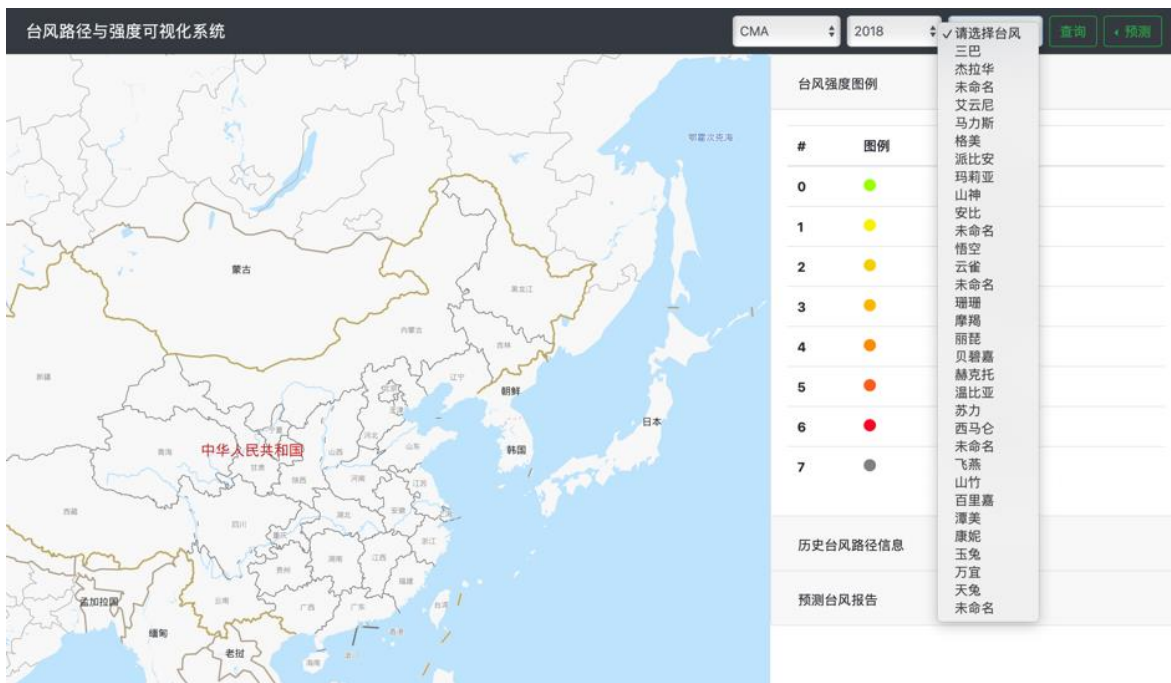 台风路径与强度可视化系统
CMA
2018
✓请选择台风
查询
‹ 预测
三巴
杰拉华
未命名
艾云尼
马力斯
格美
派比安
玛莉亚
山神
安比
未命名
悟空
云雀
未命名
珊珊
摩羯
丽琵
贝碧嘉
赫克托
温比亚
苏力
西马仑
未命名
飞燕
山竹
百里嘉
潭美
康妮
玉兔
万宜
天兔
未命名
台风强度图例
# 图例
0
1
2
3
4
5
6
7
历史台风路径信息
预测台风报告
鄂霍次克海
蒙古
黑龙江
内蒙古
吉林
新疆
辽宁
朝鲜
北京
天津
日本
宁夏
河北
中华人民共和国
青海
山西
山东
韩国
甘肃
陕西
河南
江苏
西藏
湖北
安徽
四川
重庆
浙江
湖南
江西
贵州
福建
孟加拉国
云南
广西
广东
台湾
缅甸
香港
老挝
海南